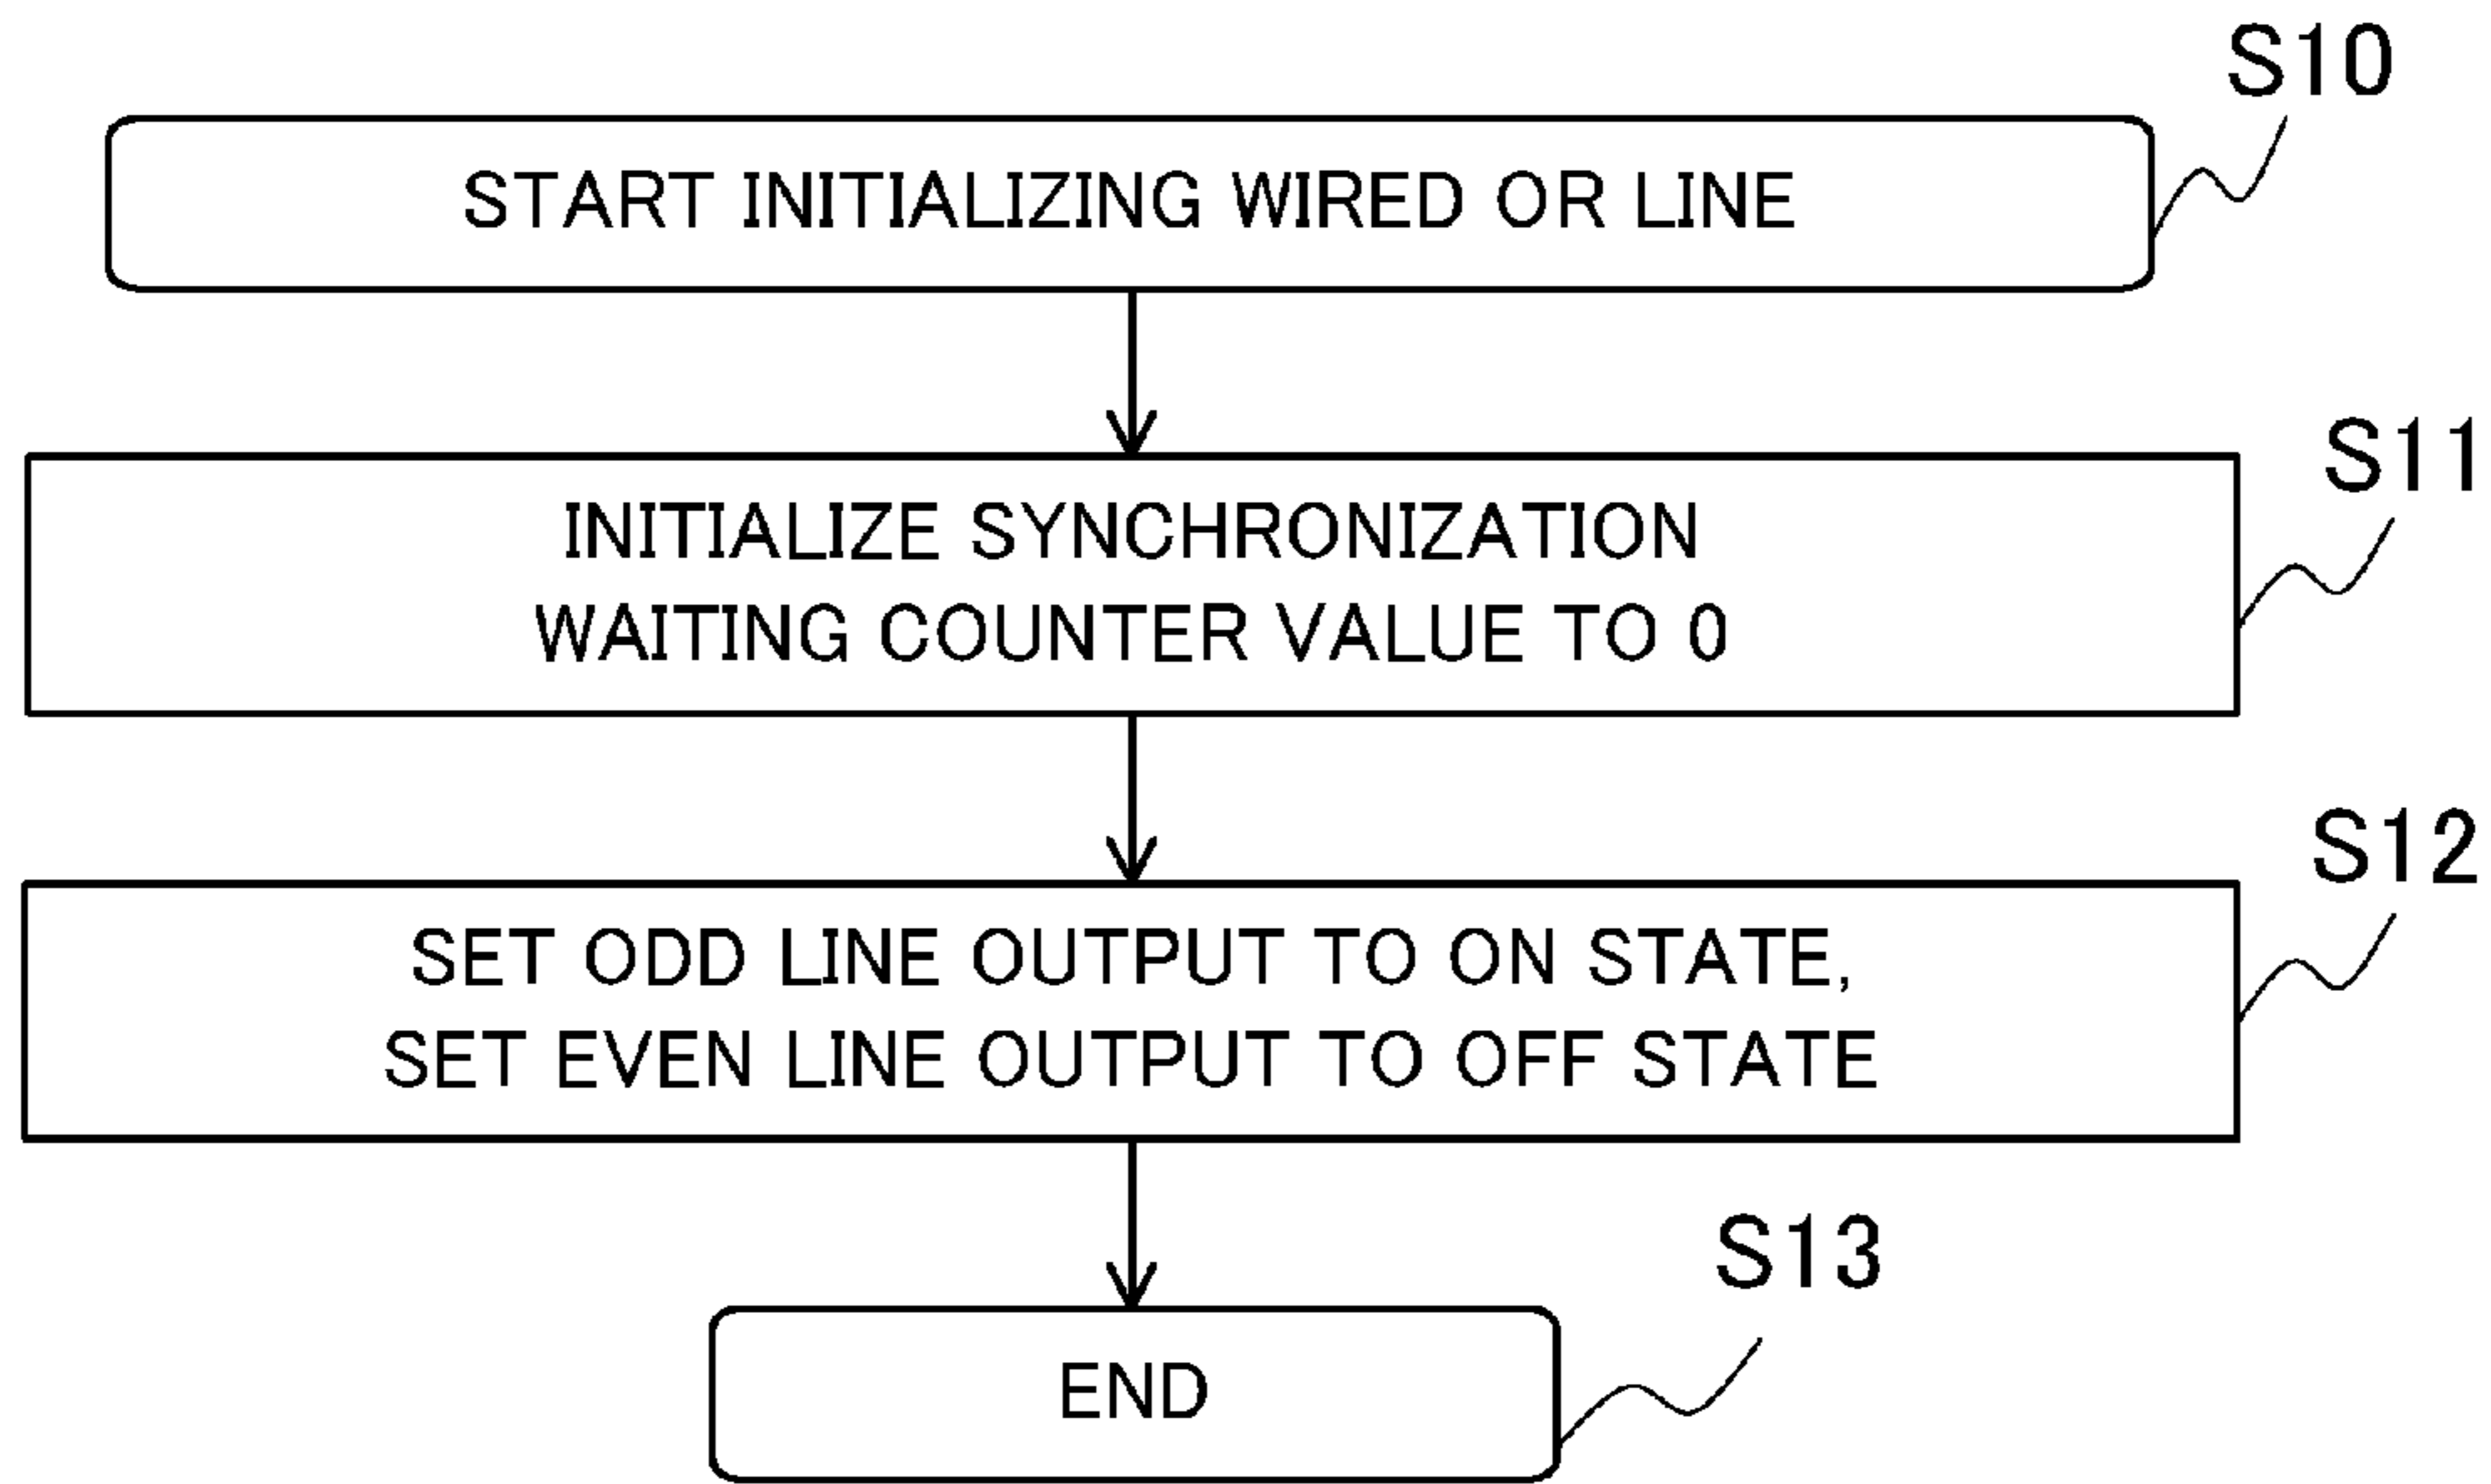 S10
START INITIALIZING WIRED OR LINE
S11
INITIALIZE SYNCHRONIZATION
WAITING COUNTER VALUE TO 0
S12
SET ODD LINE OUTPUT TO ON STATE,
SET EVEN LINE OUTPUT TO OFF STATE
S13
END